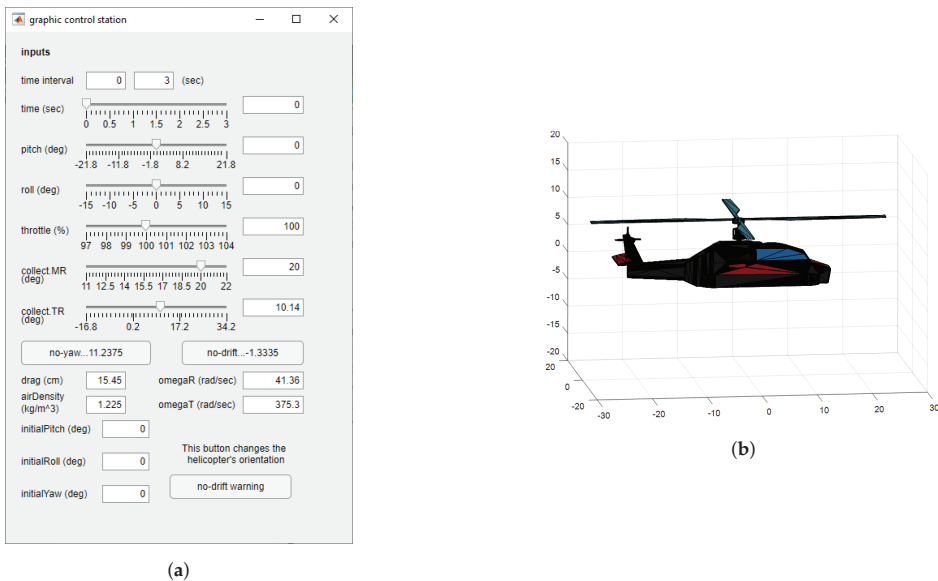 graphic control station
inputs
time interval 0 3 (sec)
time (sec) 0
0 0.5 1 1.5 2 2.5 3
pitch (deg) 0
-21.8 -11.8 -1.8 8.2 21.8
roll (deg) 0
-15 -10 -5 0 5 10 15
throttle (%) 100
97 98 99 100 101 102 103 104
collect.MR 20
(deg)
11 12.5 14 15.5 17 18.5 20 22
collect.TR 10.14
(deg)
-16.8 0.2 17.2 34.2
no-yaw...11.2375 no-drift...-1.3335
drag (cm) 15.45 omegaR (rad/sec) 41.36
airDensity
(kg/m^3) 1.225 omegaT (rad/sec) 375.3
initialPitch (deg) 0
This button changes the
helicopter's orientation
initialRoll (deg) 0
initialYaw (deg) 0
no-drift warning
(a)
20
15
10
5
0
-5
-10
-15
-20
20
0
-20
-30 -20 -10 0 10 20 30
(b)